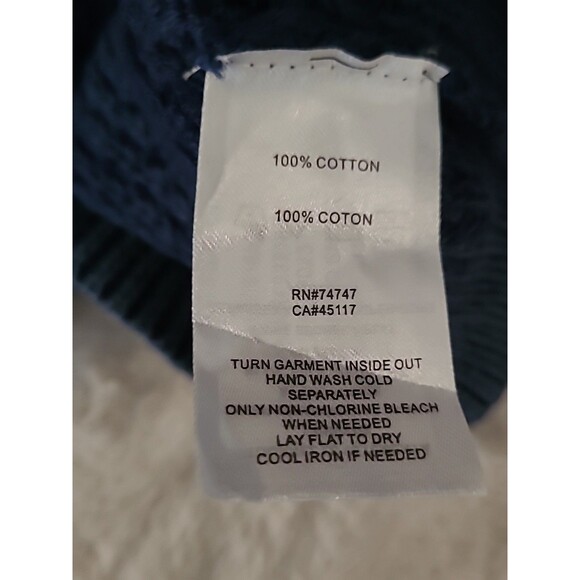 100% COTTON
100% COTON
RN#74747
CA#45117
TURN GARMENT INSIDE OUT
HAND WASH COLD
SEPARATELY
ONLY NON-CHLORINE BLEACH
WHEN NEEDED
LAY FLAT TO DRY
COOL IRON IF NEEDED